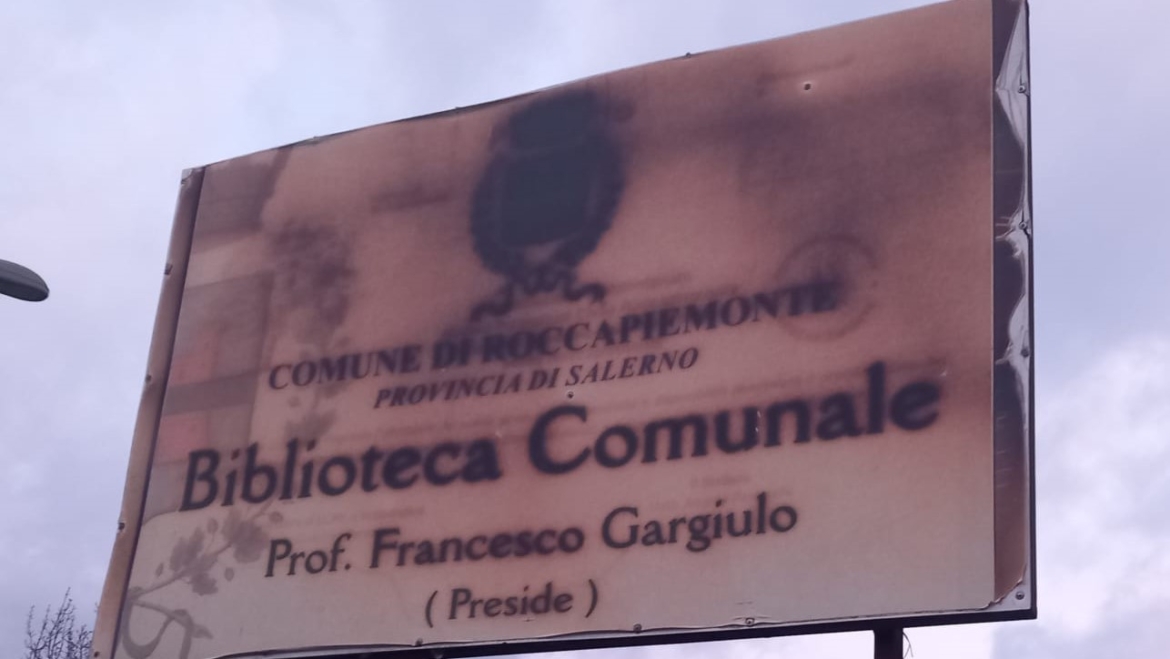 COMUNE DI ROCCAPIEMONTE
PROVINCIA DI SALERNO
Biblioteca Comunale
Prof. Francesco Gargiulo
( Preside )